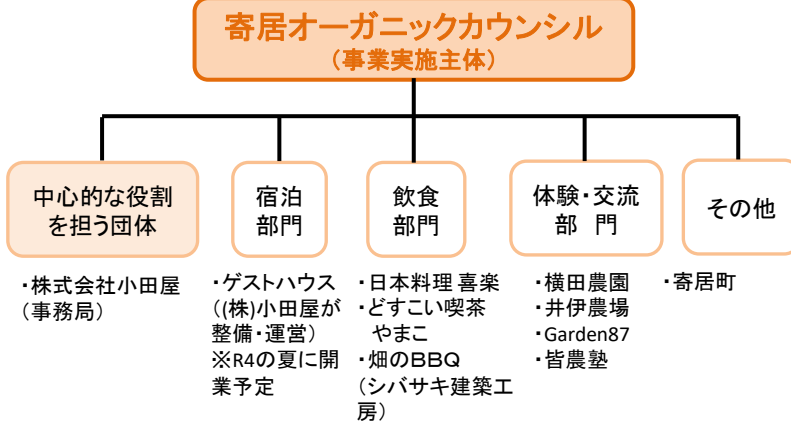 寄居オーガニックカウンシル
（事業実施主体）
中心的な役割
を担う団体
・株式会社小田屋
（事務局）
宿泊
部門
・ゲストハウス
（(株)小田屋が
整備・運営）
※R4の夏に開
業予定
飲食
部門
・日本料理 喜楽
・どすこい喫茶
やまこ
・畑のＢＢＱ
（シバサキ建築工
房）
体験・交流
部　門
・横田農園
・井伊農場
・Garden87
・皆農塾
その他
・寄居町